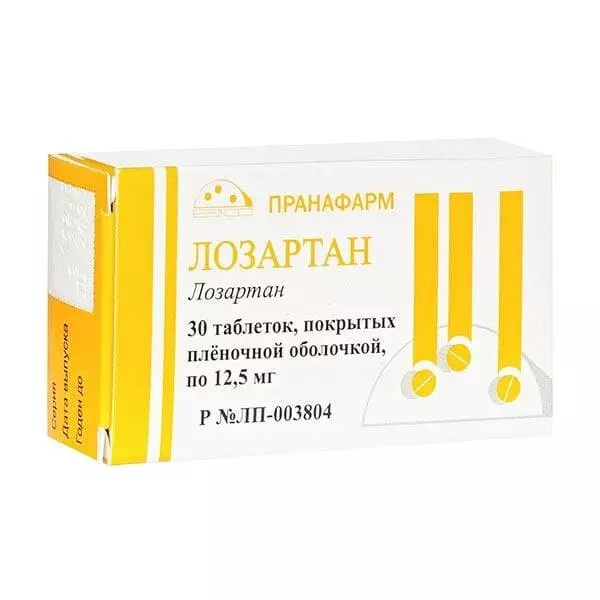 ПРАНАФАРМ
ЛОЗАРТАН
Лозартан
30 таблеток, покрытых
плёночной оболочкой,
по 12,5 мг
Р №ЛП-003804
Серия
Дата выпуска
Годен до